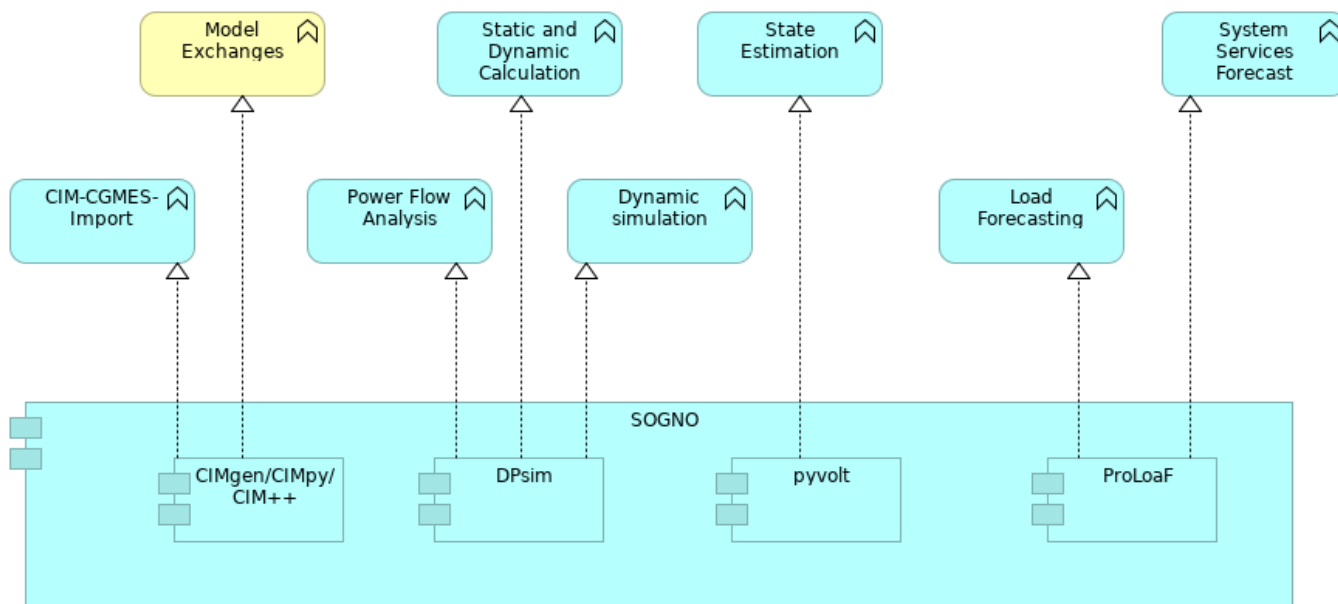 Model
Exchanges
Static and
Dynamic
Calculation
State
Estimation
System
Services
Forecast
CIM-CGMES-
Import
Power Flow
Analysis
Dynamic
simulation
Load
Forecasting
SOGNO
CIMgen/CIMpy/
CIM++
DPsim
pyvolt
ProLoaF